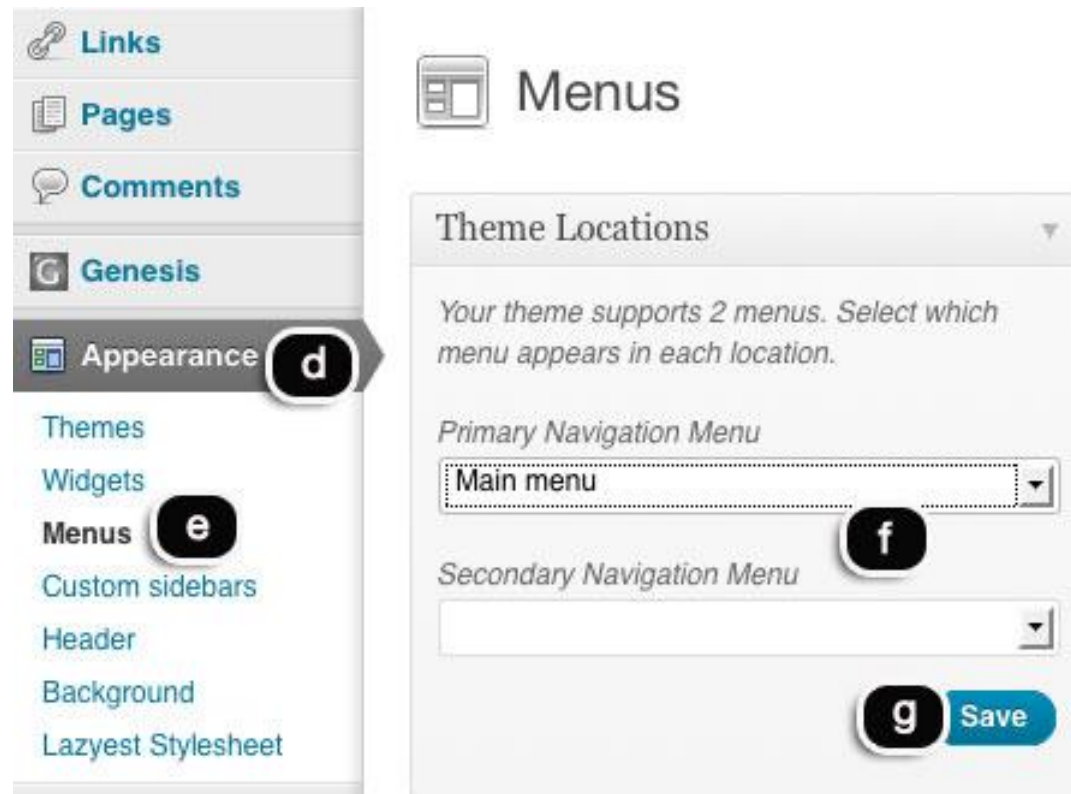 Links
Pages
Comments
G Genesis
Appearance d
Themes
Widgets
Menus e
Custom sidebars
Header
Background
Lazyest Stylesheet
Menus
Theme Locations
Your theme supports 2 menus. Select which
menu appears in each location.
Primary Navigation Menu
Main menu
f
Secondary Navigation Menu
g Save